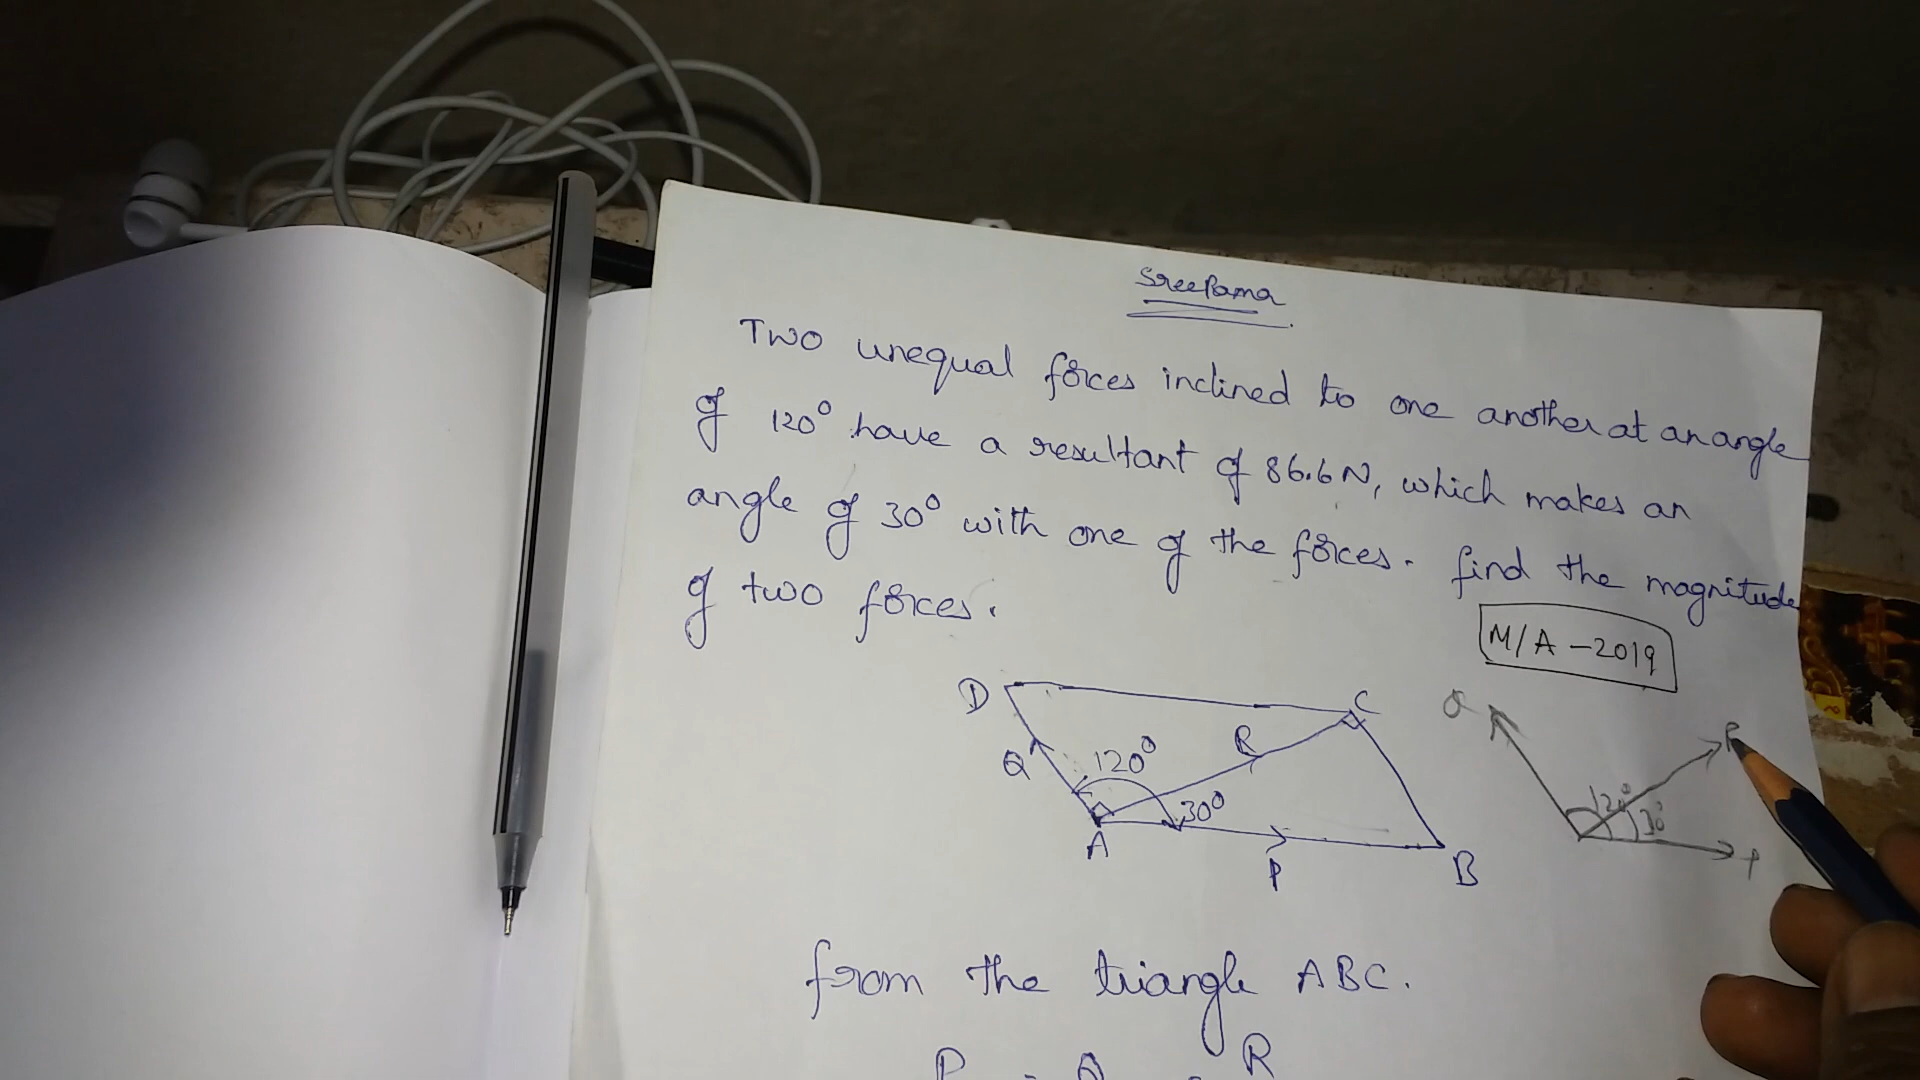 SreeRama
Two unequal forces inclined to one another at an angle
of 120° have a resultant of 86.6N, which makes an
angle of 30° with one of the forces. find the magnitude
of two forces.
M/A - 2019
D
C
Q
R
120°
30°
A
P
B
Q
R
120°
30°
P
from the triangle ABC.
P = Q = R